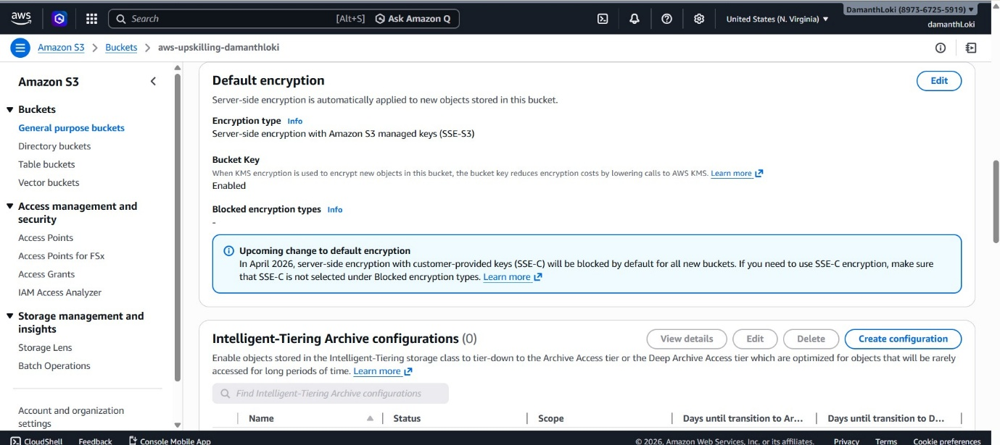 aws
Search
[Alt+S]
Ask Amazon Q
United States (N. Virginia) ▼
DamanthLoki (8973-6725-5919) ▼
damanthLoki
Amazon S3 > Buckets > aws-upskilling-damanthloki
Amazon S3
Buckets
General purpose buckets
Directory buckets
Table buckets
Vector buckets
Access management and
security
Access Points
Access Points for FSx
Access Grants
IAM Access Analyzer
Storage management and
insights
Storage Lens
Batch Operations
Account and organization
settings
Default encryption
Edit
Server-side encryption is automatically applied to new objects stored in this bucket.
Encryption type Info
Server-side encryption with Amazon S3 managed keys (SSE-S3)
Bucket Key
When KMS encryption is used to encrypt new objects in this bucket, the bucket key reduces encryption costs by lowering calls to AWS KMS. Learn more
Enabled
Blocked encryption types Info
-
Upcoming change to default encryption
In April 2026, server-side encryption with customer-provided keys (SSE-C) will be blocked by default for all new buckets. If you need to use SSE-C encryption, make sure
that SSE-C is not selected under Blocked encryption types. Learn more
Intelligent-Tiering Archive configurations (0)
View details
Edit
Delete
Create configuration
Enable objects stored in the Intelligent-Tiering storage class to tier-down to the Archive Access tier or the Deep Archive Access tier which are optimized for objects that will be rarely
accessed for long periods of time. Learn more
Find Intelligent-Tiering Archive configurations
Name
Status
Scope
Days until transition to Ar...
Days until transition to D...
CloudShell
Feedback
Console Mobile App
© 2026, Amazon Web Services, Inc. or its affiliates.
Privacy
Terms
Cookie preferences